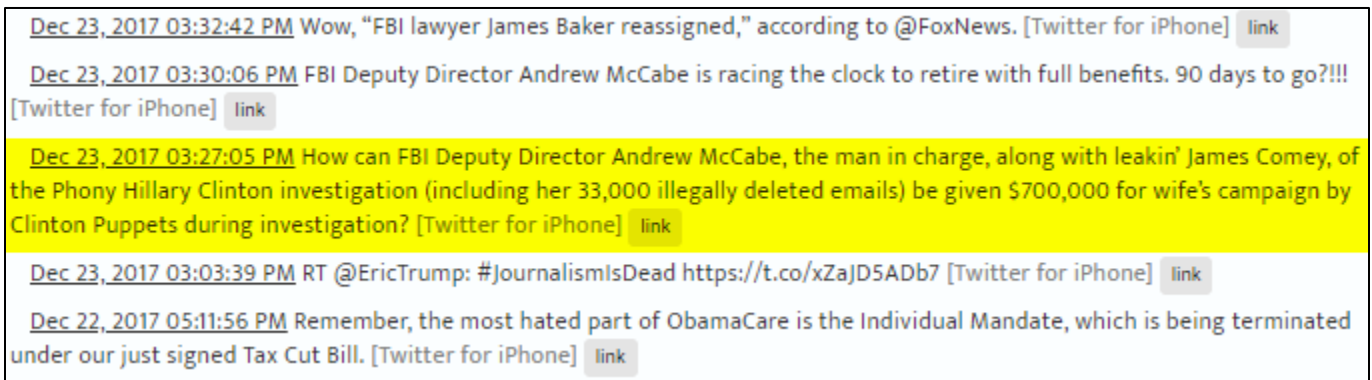 Dec 23, 2017 03:32:42 PM Wow, “FBI lawyer James Baker reassigned,” according to @FoxNews. [Twitter for iPhone] link
Dec 23, 2017 03:30:06 PM FBI Deputy Director Andrew McCabe is racing the clock to retire with full benefits. 90 days to go?!!!
[Twitter for iPhone] link
Dec 23, 2017 03:27:05 PM How can FBI Deputy Director Andrew McCabe, the man in charge, along with leakin’ James Comey, of
the Phony Hillary Clinton investigation (including her 33,000 illegally deleted emails) be given $700,000 for wife’s campaign by
Clinton Puppets during investigation? [Twitter for iPhone] link
Dec 23, 2017 03:03:39 PM RT @EricTrump: #JournalismIsDead https://t.co/xZaJD5ADb7 [Twitter for iPhone] link
Dec 22, 2017 05:11:56 PM Remember, the most hated part of ObamaCare is the Individual Mandate, which is being terminated
under our just signed Tax Cut Bill. [Twitter for iPhone] link